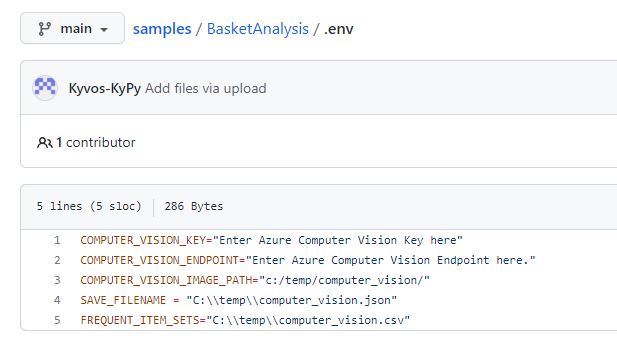 main samples / BasketAnalysis / .env
Kyvos-KyPy Add files via upload
1 contributor
5 lines (5 sloc) 286 Bytes
1 COMPUTER_VISION_KEY="Enter Azure Computer Vision Key here"
2 COMPUTER_VISION_ENDPOINT="Enter Azure Computer Vision Endpoint here."
3 COMPUTER_VISION_IMAGE_PATH="c:/temp/computer_vision/"
4 SAVE_FILENAME = "C:\\temp\\computer_vision.json"
5 FREQUENT_ITEM_SETS="C:\\temp\\computer_vision.csv"